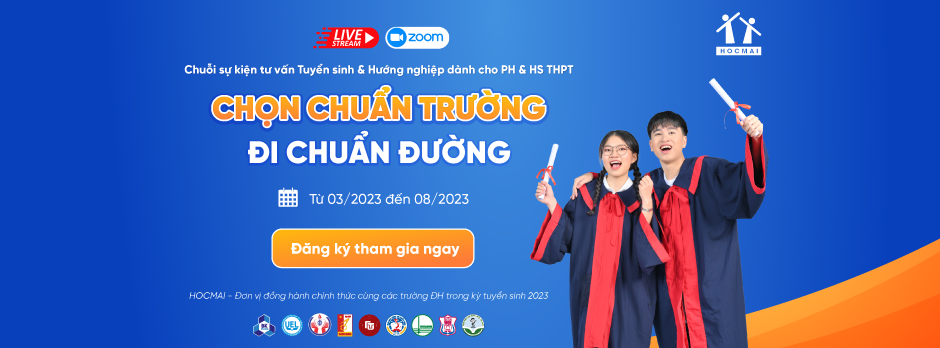 LIVE
STREAM
zoom
HOCMAI
Chuỗi sự kiện tư vấn Tuyển sinh & Hướng nghiệp dành cho PH & HS THPT
CHỌN CHUẨN TRƯỜNG
ĐI CHUẨN ĐƯỜNG
Từ 03/2023 đến 08/2023
Đăng ký tham gia ngay
HOCMAI - Đơn vị đồng hành chính thức cùng các trường ĐH trong kỳ tuyển sinh 2023
UEL